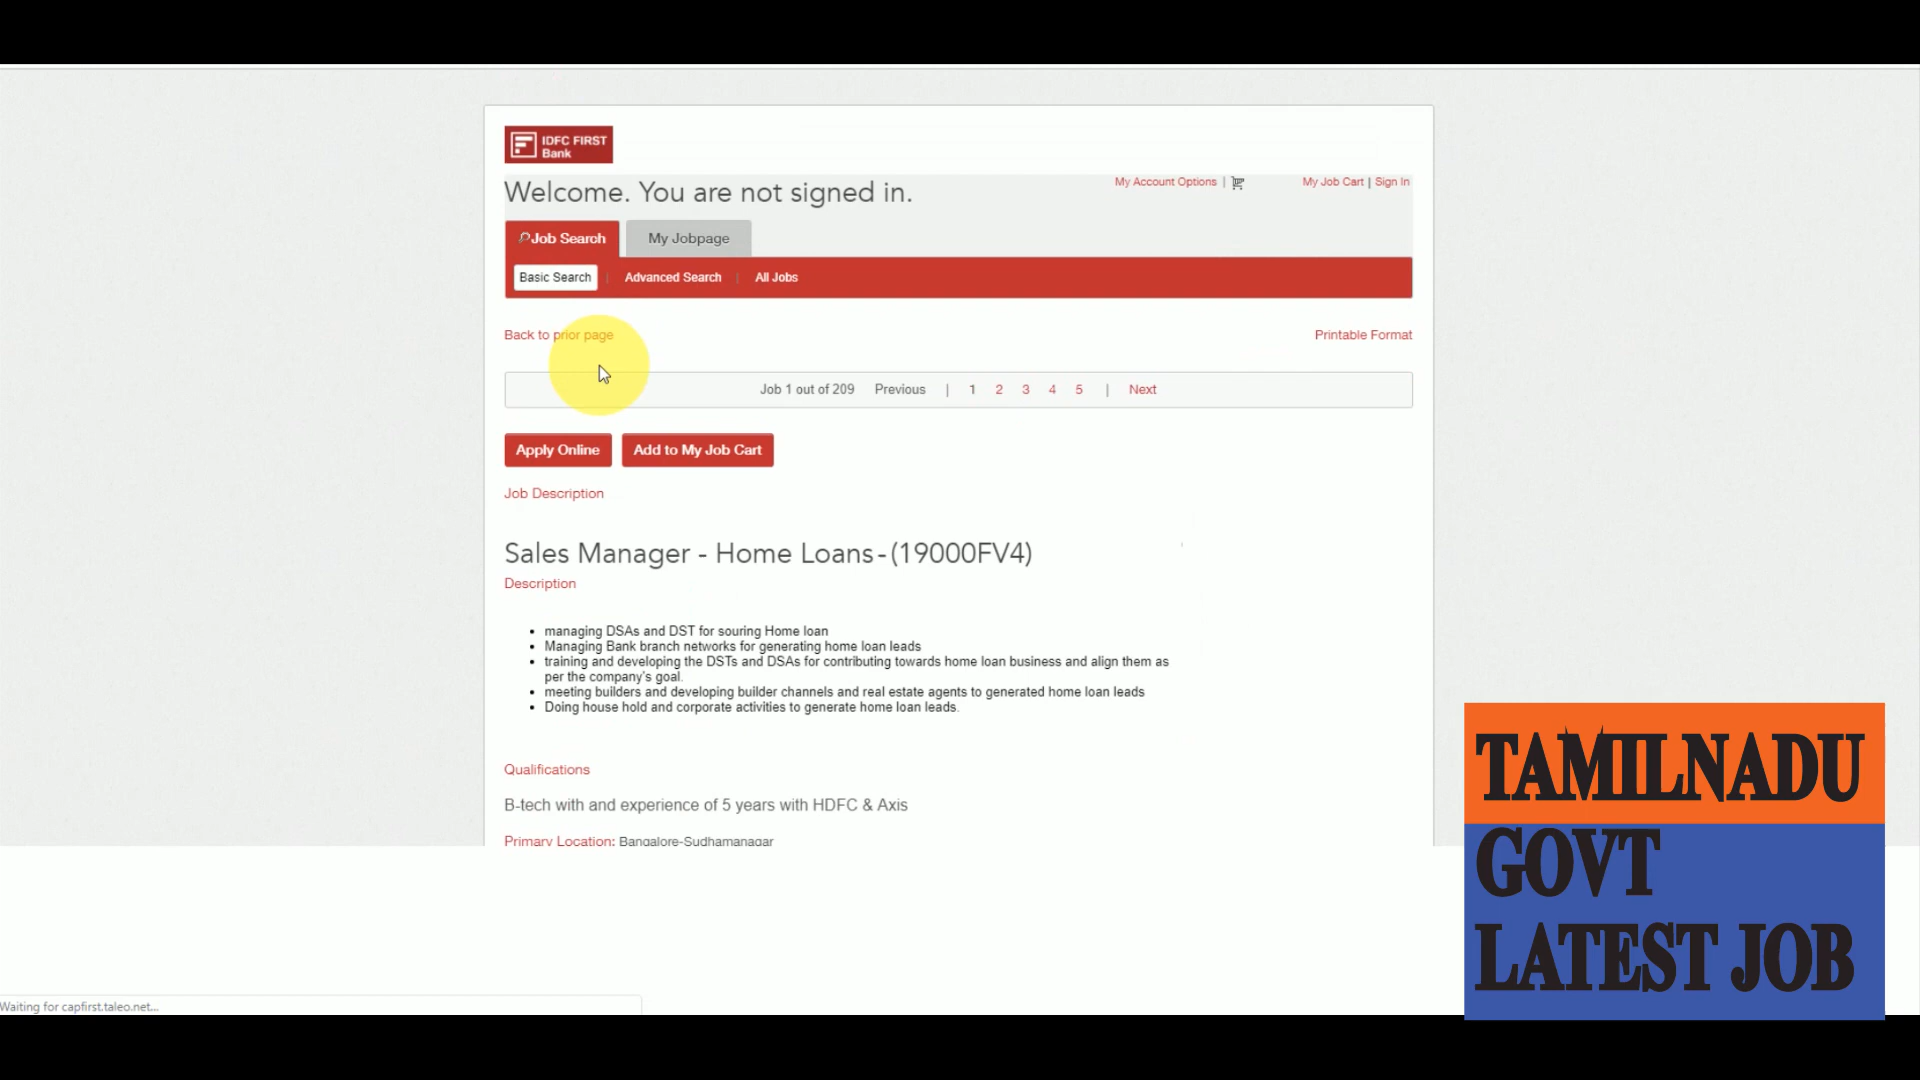 IDFC FIRST
Bank
Welcome. You are not signed in.
My Account Options |
My Job Cart | Sign In
Job Search
My Jobpage
Basic Search | Advanced Search | All Jobs
Back to prior page
Printable Format
Job 1 out of 209 Previous | 1 2 3 4 5 | Next
Apply Online
Add to My Job Cart
Job Description
Sales Manager - Home Loans - (19000FV4)
Description
• managing DSAs and DST for souring Home loan
• Managing Bank branch networks for generating home loan leads
• training and developing the DSTs and DSAs for contributing towards home loan business and align them as
per the company's goal.
• meeting builders and developing builder channels and real estate agents to generated home loan leads
• Doing house hold and corporate activities to generate home loan leads.
Qualifications
B-tech with and experience of 5 years with HDFC & Axis
Primary Location: Bangalore-Sudhamanagar
Waiting for capfirst.taleo.net...
TAMILNADU
GOVT
LATEST JOB